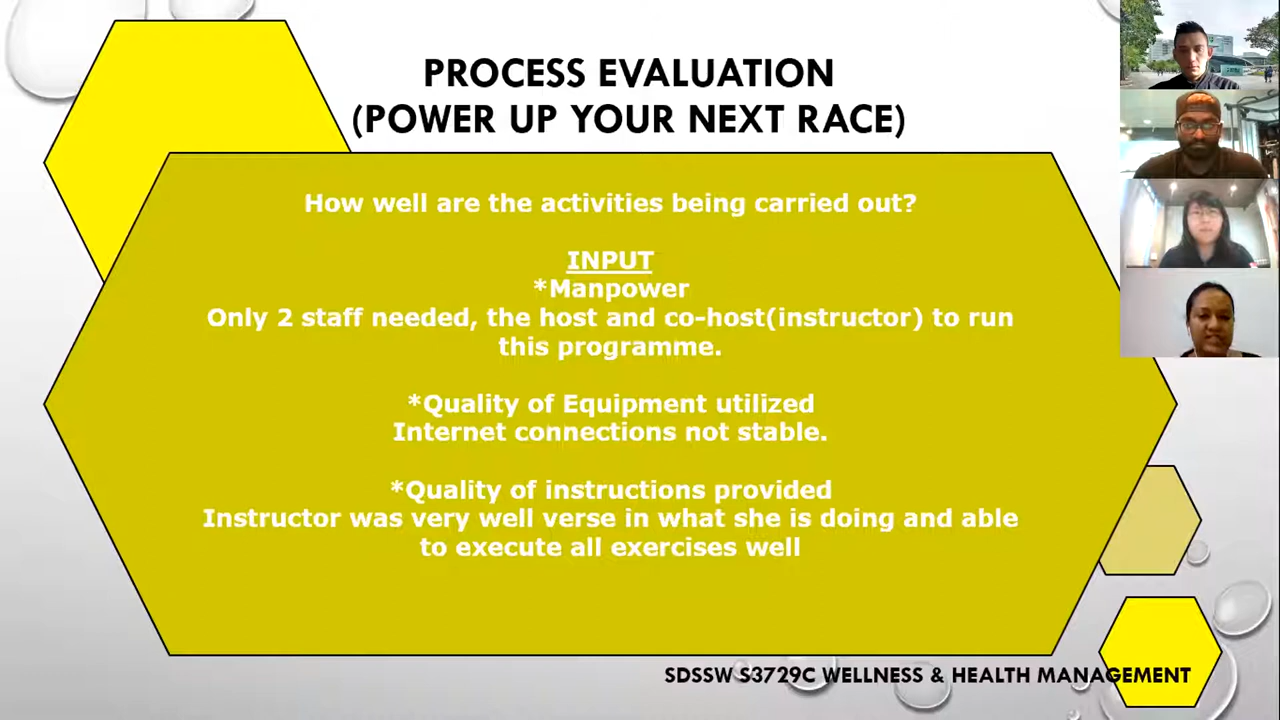 PROCESS EVALUATION
(POWER UP YOUR NEXT RACE)
How well are the activities being carried out?
INPUT
*Manpower
Only 2 staff needed, the host and co-host(instructor) to run
this programme.
*Quality of Equipment utilized
Internet connections not stable.
*Quality of instructions provided
Instructor was very well verse in what she is doing and able
to execute all exercises well
SDSSW S3729C WELLNESS & HEALTH MANAGEMENT